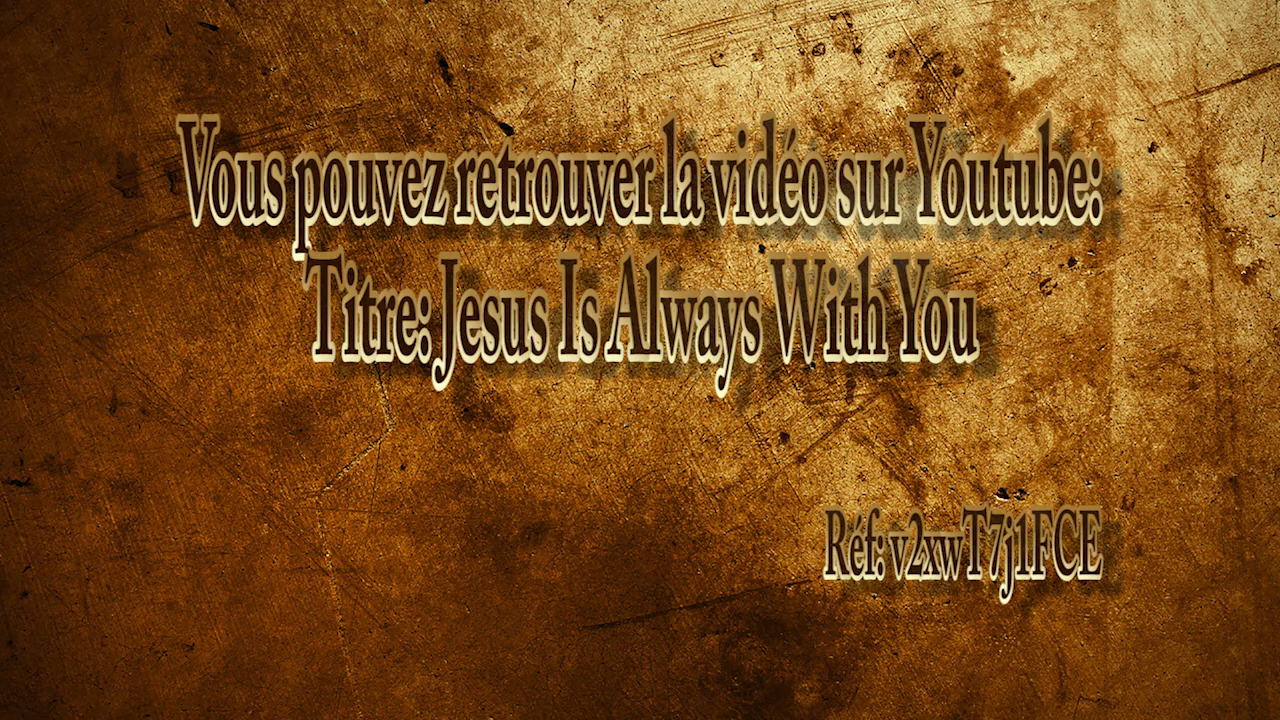 Vous pouvez retrouver la vidéo sur Youtube:
Titre: Jesus Is Always With You
Réf: v2xwT7j1FCE